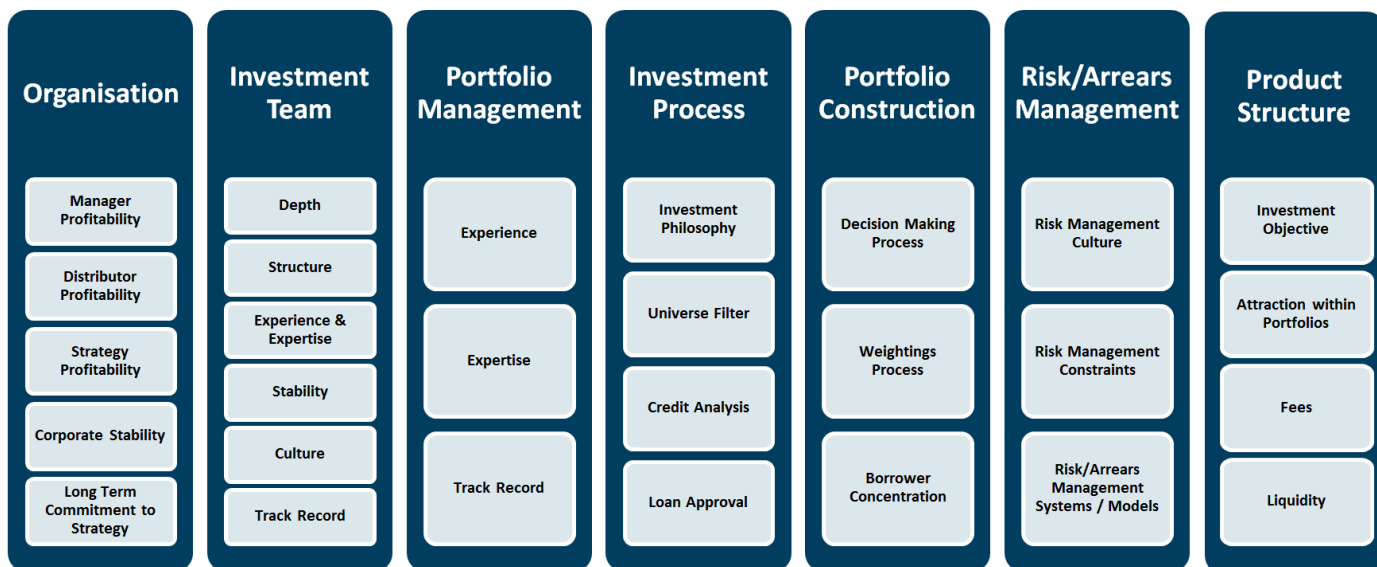 Organisation
Manager
Profitability
Distributor
Profitability
Strategy
Profitability
Corporate Stability
Long Term
Commitment to
Strategy
Investment
Team
Depth
Structure
Experience &
Expertise
Stability
Culture
Track Record
Portfolio
Management
Experience
Expertise
Track Record
Investment
Process
Investment
Philosophy
Universe Filter
Credit Analysis
Loan Approval
Portfolio
Construction
Decision Making
Process
Weightings
Process
Borrower
Concentration
Risk/Arrears
Management
Risk Management
Culture
Risk Management
Constraints
Risk/Arrears
Management
Systems / Models
Product
Structure
Investment
Objective
Attraction within
Portfolios
Fees
Liquidity